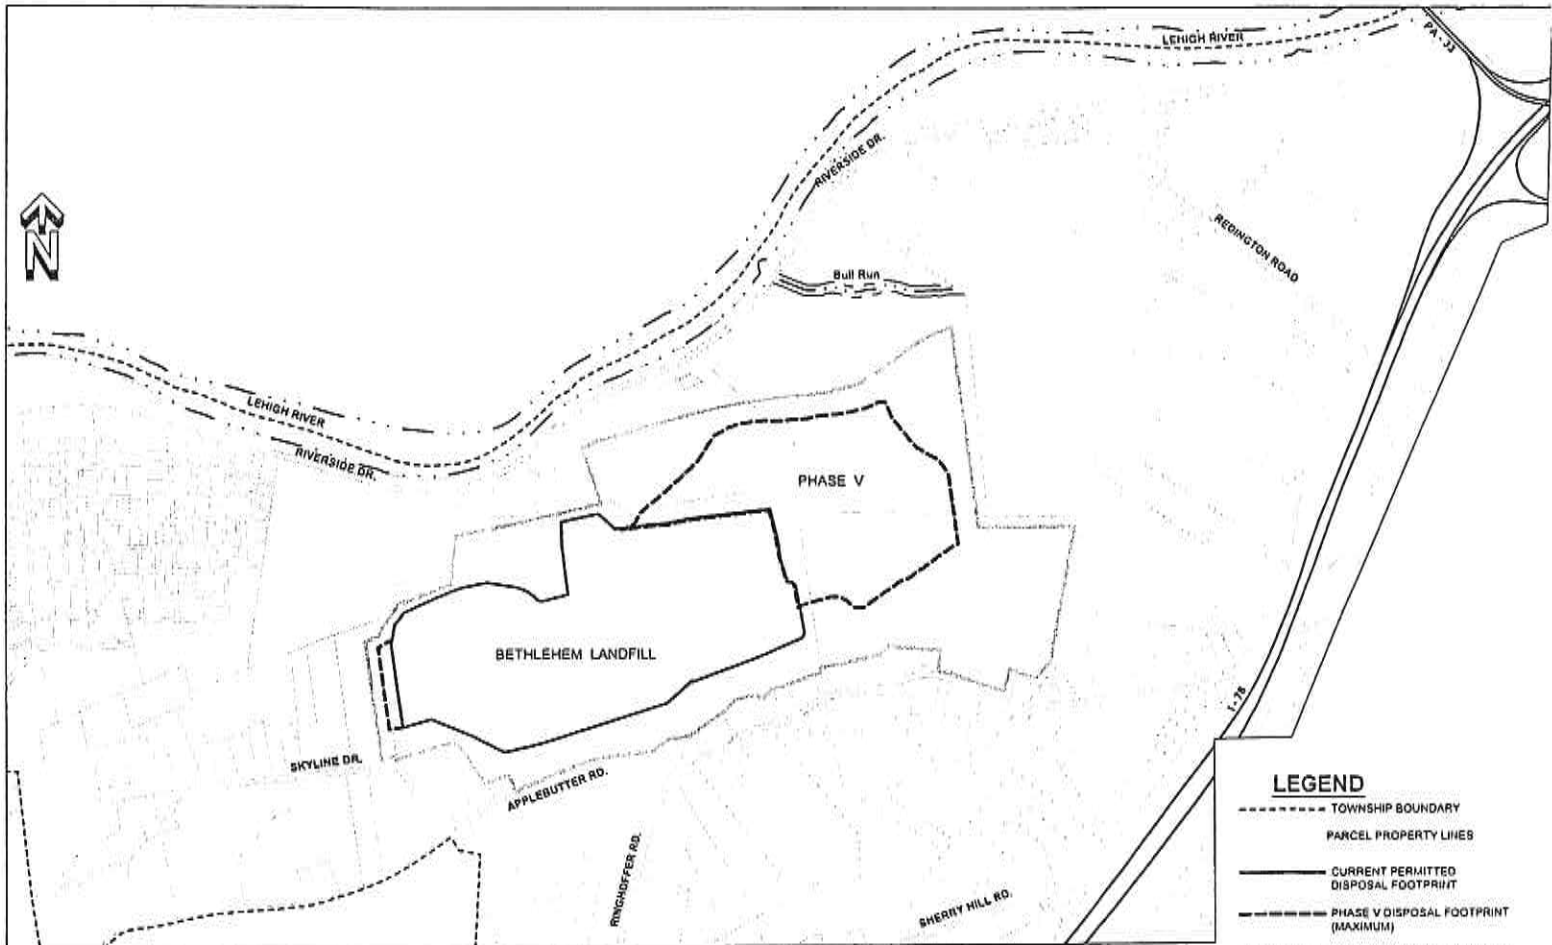 LEHIGH RIVER
PA - 33
RIVERSIDE DR.
REDINGTON ROAD
N
Bull Run
LEHIGH RIVER
RIVERSIDE DR.
PHASE V
BETHLEHEM LANDFILL
I - 78
SKYLINE DR.
APPLEBUTTER RD.
RINGHOFFER RD.
SHERRY HILL RD.
LEGEND
TOWNSHIP BOUNDARY
PARCEL PROPERTY LINES
CURRENT PERMITTED
DISPOSAL FOOTPRINT
PHASE V DISPOSAL FOOTPRINT
(MAXIMUM)